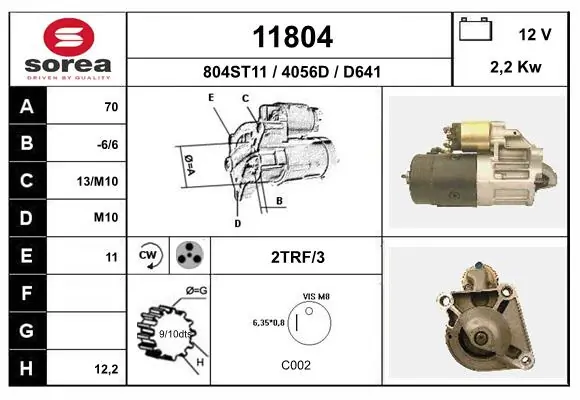 sorea
DRIVEN BY QUALITY
11804
804ST11 / 4056D / D641
12 V
2,2 Kw
A 70
B -6/6
C 13/M10
D M10
E 11
F
G
H 12,2
E
C
Ø=A
B
D
CW
2TRF/3
Ø=G
9/10dts
H
VIS M8
6,35*0,8
C002